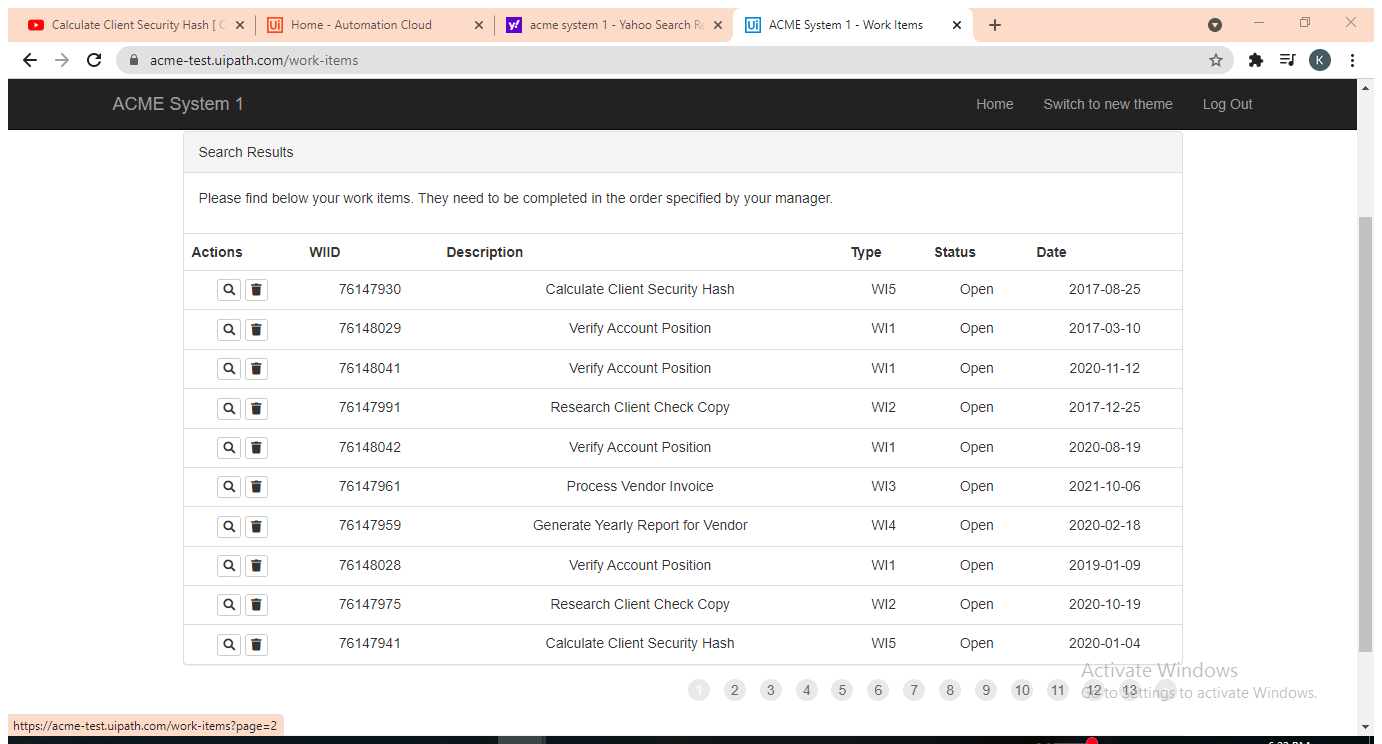 Calculate Client Security Hash [ C
Home - Automation Cloud
acme system 1 - Yahoo Search Re
ACME System 1 - Work Items
acme-test.uipath.com/work-items
K
ACME System 1 Home Switch to new theme Log Out
Search Results
Please find below your work items. They need to be completed in the order specified by your manager.
Actions WIID Description Type Status Date
76147930 Calculate Client Security Hash WI5 Open 2017-08-25
76148029 Verify Account Position WI1 Open 2017-03-10
76148041 Verify Account Position WI1 Open 2020-11-12
76147991 Research Client Check Copy WI2 Open 2017-12-25
76148042 Verify Account Position WI1 Open 2020-08-19
76147961 Process Vendor Invoice WI3 Open 2021-10-06
76147959 Generate Yearly Report for Vendor WI4 Open 2020-02-18
76148028 Verify Account Position WI1 Open 2019-01-09
76147975 Research Client Check Copy WI2 Open 2020-10-19
76147941 Calculate Client Security Hash WI5 Open 2020-01-04
Activate Windows
1 2 3 4 5 6 7 8 9 10 11 12 13
Go to Settings to activate Windows.
https://acme-test.uipath.com/work-items?page=2